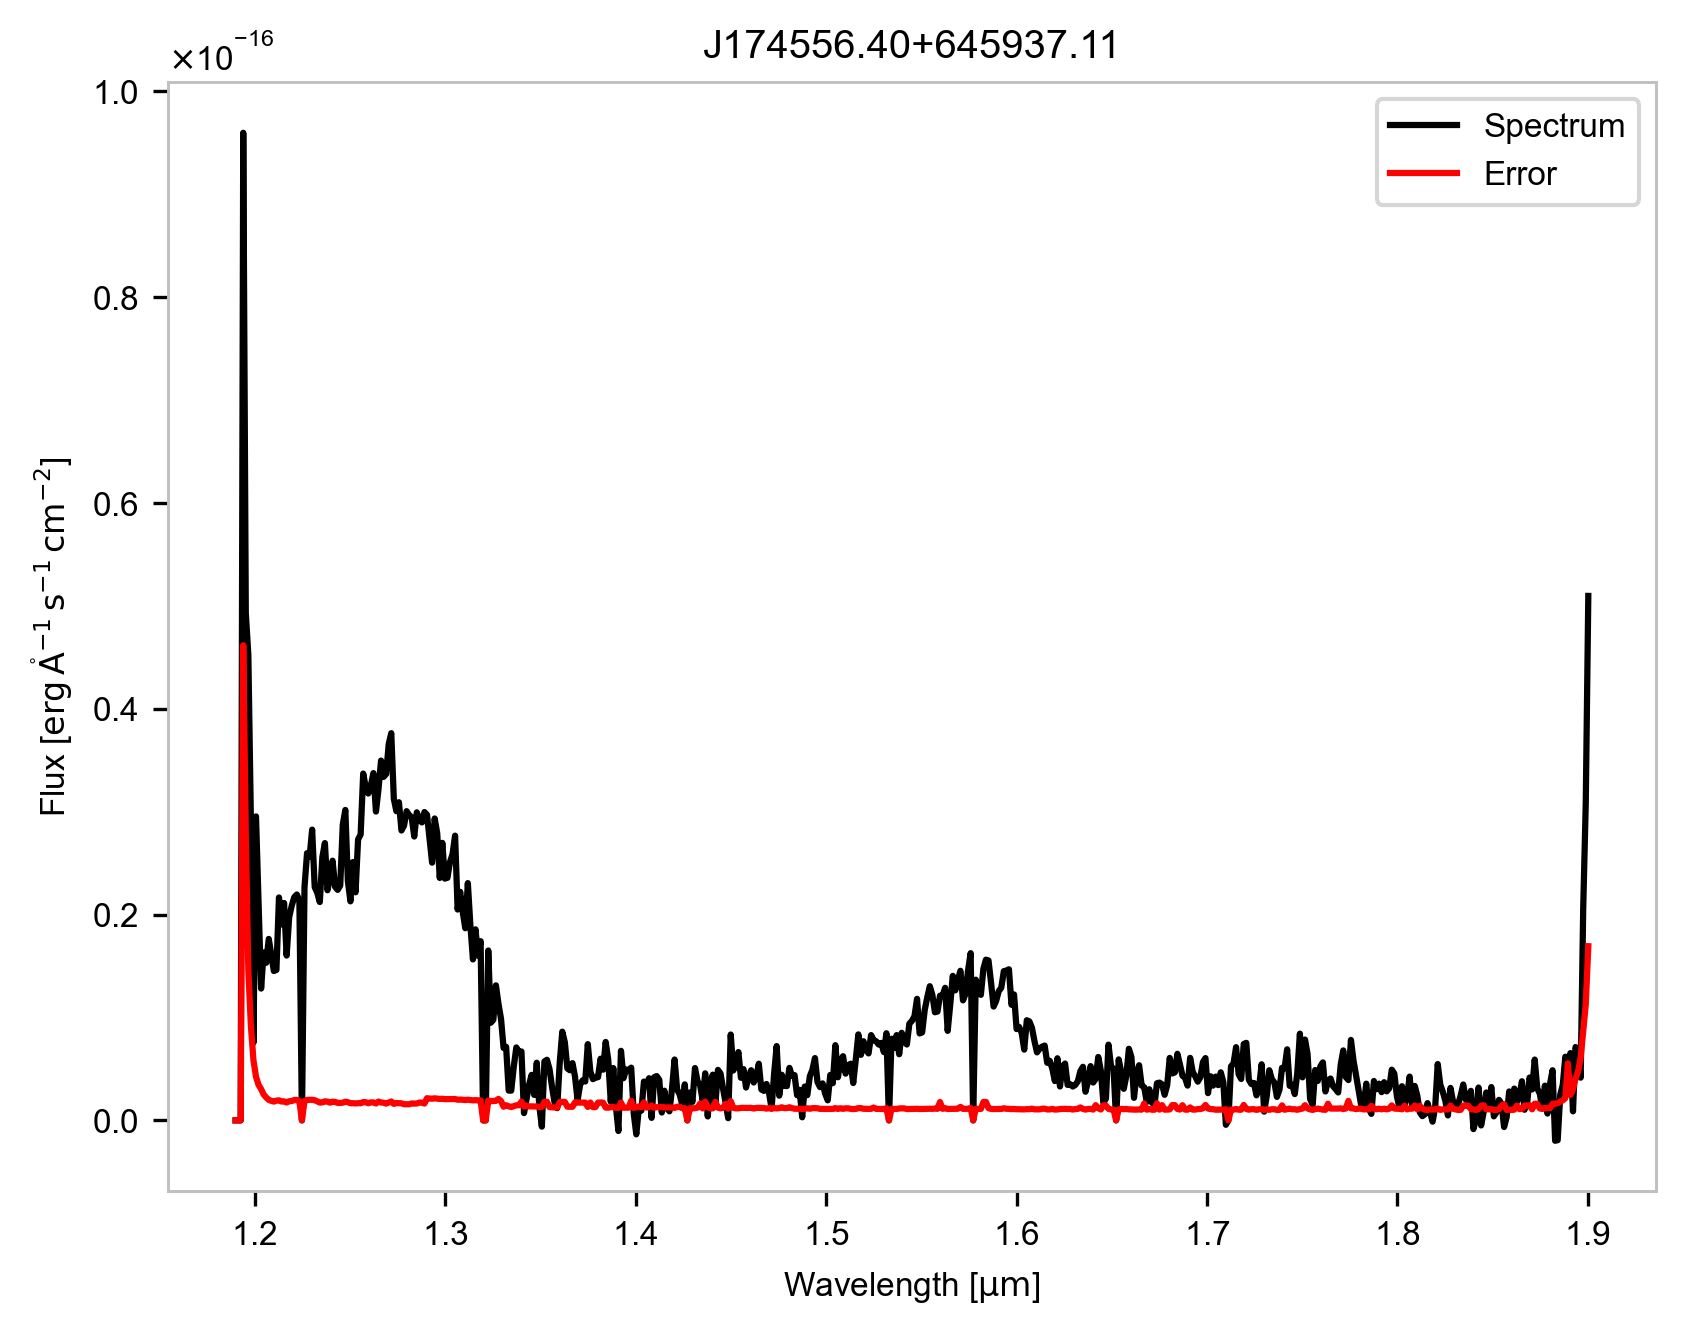 J174556.40+645937.11
×10⁻¹⁶
1.0
0.8
0.6
0.4
0.2
0.0
Flux [erg Å⁻¹ s⁻¹ cm⁻²]
Spectrum
Error
1.2 1.3 1.4 1.5 1.6 1.7 1.8 1.9
Wavelength [μm]